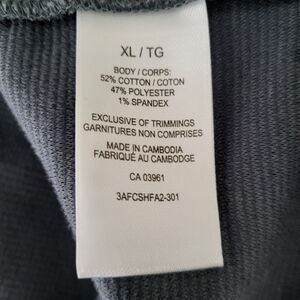 XL / TG
BODY / CORPS:
52% COTTON / COTON
47% POLYESTER
1% SPANDEX
EXCLUSIVE OF TRIMMINGS
GARNITURES NON COMPRISES
MADE IN CAMBODIA
FABRIQUÉ AU CAMBODGE
CA 03961
3AFCSHFA2-301